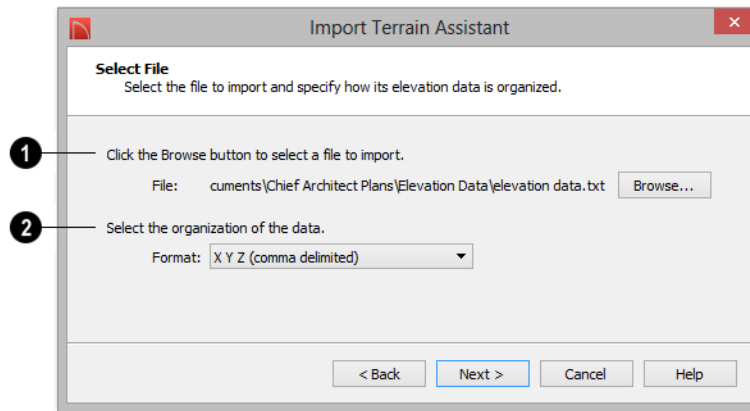 Import Terrain Assistant
Select File
Select the file to import and specify how its elevation data is organized.
1
Click the Browse button to select a file to import.
File: cuments\Chief Architect Plans\Elevation Data\elevation data.txt Browse...
2
Select the organization of the data.
Format: X Y Z (comma delimited)
< Back Next > Cancel Help